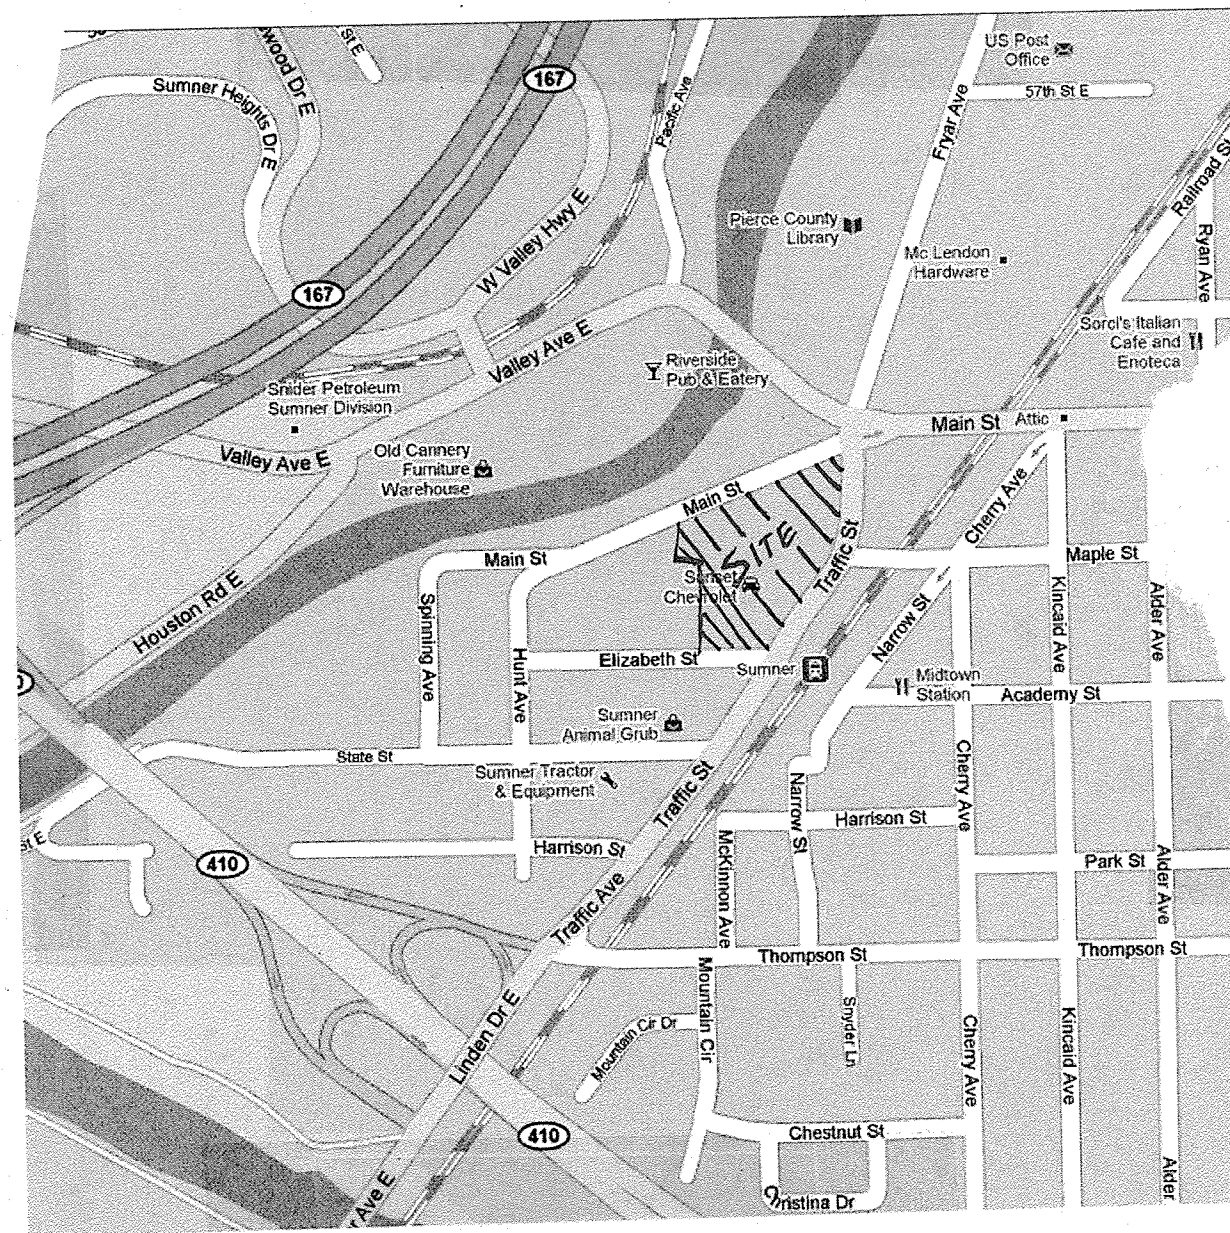 St E
wood Dr E
Sumner Heights Dr E
167
Pacific Ave
US Post
Office
57th St E
Fryar Ave
Railroad St
Ryan Ave
Pierce County
Library
Mc Lendon
Hardware
W Valley Hwy E
167
Valley Ave E
Sorci's Italian
Cafe and
Enoteca
Riverside
Pub & Eatery
Snider Petroleum
Sumner Division
Main St
Attic
Valley Ave E
Old Cannery
Furniture
Warehouse
Main St
Cherry Ave
SITE
Traffic St
Main St
Maple St
Sunset
Chevrolet
Houston Rd E
Spinning Ave
Hunt Ave
Elizabeth St
Sumner
Narrow St
Kincaid Ave
Alder Ave
Midtown
Station
Academy St
Sumner
Animal Grub
State St
Sumner Tractor
& Equipment
Traffic St
Narrow St
Cherry Ave
Harrison St
McKinnon Ave
st E
Harrison St
410
Park St
Alder Ave
Traffic Ave
Thompson St
Thompson St
Mountain Cir
Linden Dr E
Mountain Cir Dr
Snyder Ln
Cherry Ave
Kincaid Ave
410
Chestnut St
Alder
r Ave E
Christina Dr